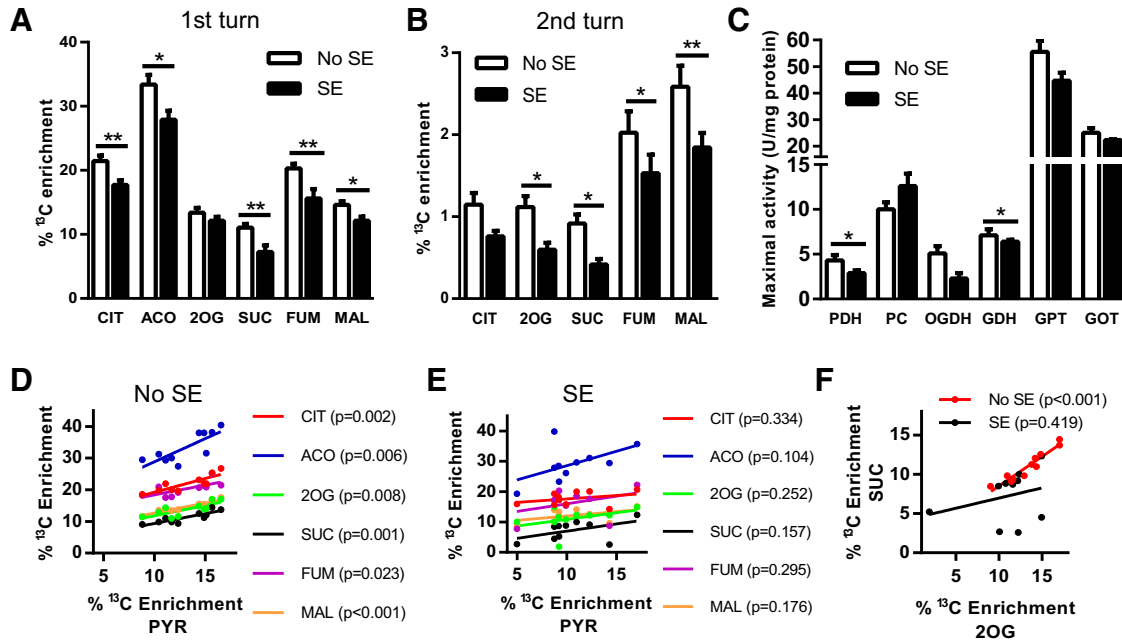 A
1st turn
% ¹³C Enrichment
40
30
20
10
0
No SE
SE
**
*
**
**
*
CIT ACO 2OG SUC FUM MAL
B
2nd turn
% ¹³C enrichment
3
2
1
0
No SE
SE
*
*
*
**
CIT 2OG SUC FUM MAL
C
Maximal activity (U/mg protein)
60
50
40
30
20
15
10
5
0
No SE
SE
*
*
PDH PC OGDH GDH GPT GOT
D
No SE
% ¹³C Enrichment
40
30
20
10
0
5 10 15
% ¹³C Enrichment
PYR
CIT (p=0.002)
ACO (p=0.006)
2OG (p=0.008)
SUC (p=0.001)
FUM (p=0.023)
MAL (p<0.001)
E
SE
% ¹³C Enrichment
40
30
20
10
0
5 10 15
% ¹³C Enrichment
PYR
CIT (p=0.334)
ACO (p=0.104)
2OG (p=0.252)
SUC (p=0.157)
FUM (p=0.295)
MAL (p=0.176)
F
No SE (p<0.001)
SE (p=0.419)
% ¹³C Enrichment
SUC
15
10
5
0
5 10 15
% ¹³C Enrichment
2OG